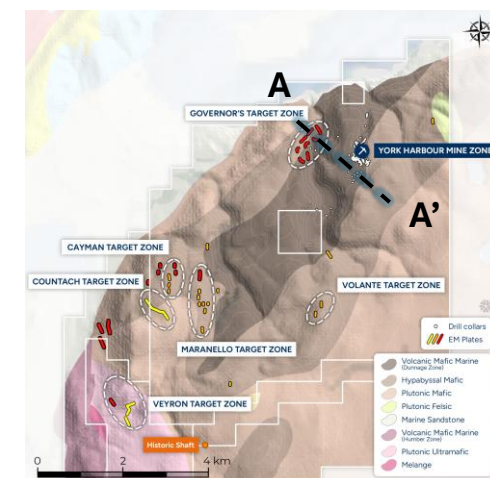 A
GOVERNOR'S TARGET ZONE
YORK HARBOUR MINE ZONE
A'
CAYMAN TARGET ZONE
COUNTACH TARGET ZONE
VOLANTE TARGET ZONE
MARANELLO TARGET ZONE
Drill collars
EM Plates
VEYRON TARGET ZONE
Volcanic Mafic Marine
(Dunnage Zone)
Hypabyssal Mafic
Plutonic Mafic
Plutonic Felsic
Marine Sandstone
Volcanic Mafic Marine
(Humber Zone)
Plutonic Ultramafic
Melange
Historic Shaft
0 2 4 km